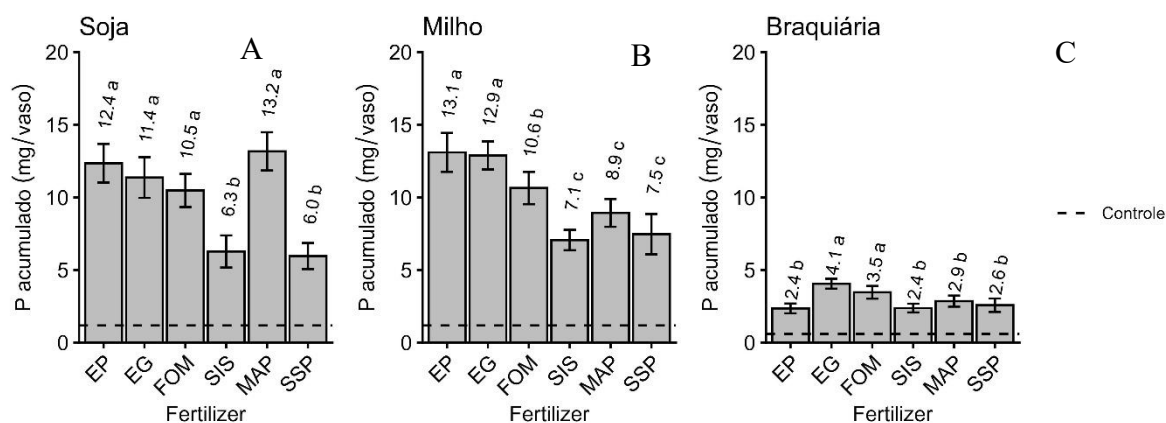 Soja
A
P acumulado (mg/vaso)
20
15
10
5
0
12.4 a
11.4 a
10.5 a
6.3 b
13.2 a
6.0 b
EP
EG
FOM
SIS
MAP
SSP
Fertilizer
Milho
B
P acumulado (mg/vaso)
20
15
10
5
0
13.1 a
12.9 a
10.6 b
7.1 c
8.9 c
7.5 c
EP
EG
FOM
SIS
MAP
SSP
Fertilizer
Braquiária
C
P acumulado (mg/vaso)
20
15
10
5
0
2.4 b
4.1 a
3.5 a
2.4 b
2.9 b
2.6 b
EP
EG
FOM
SIS
MAP
SSP
Fertilizer
Controle